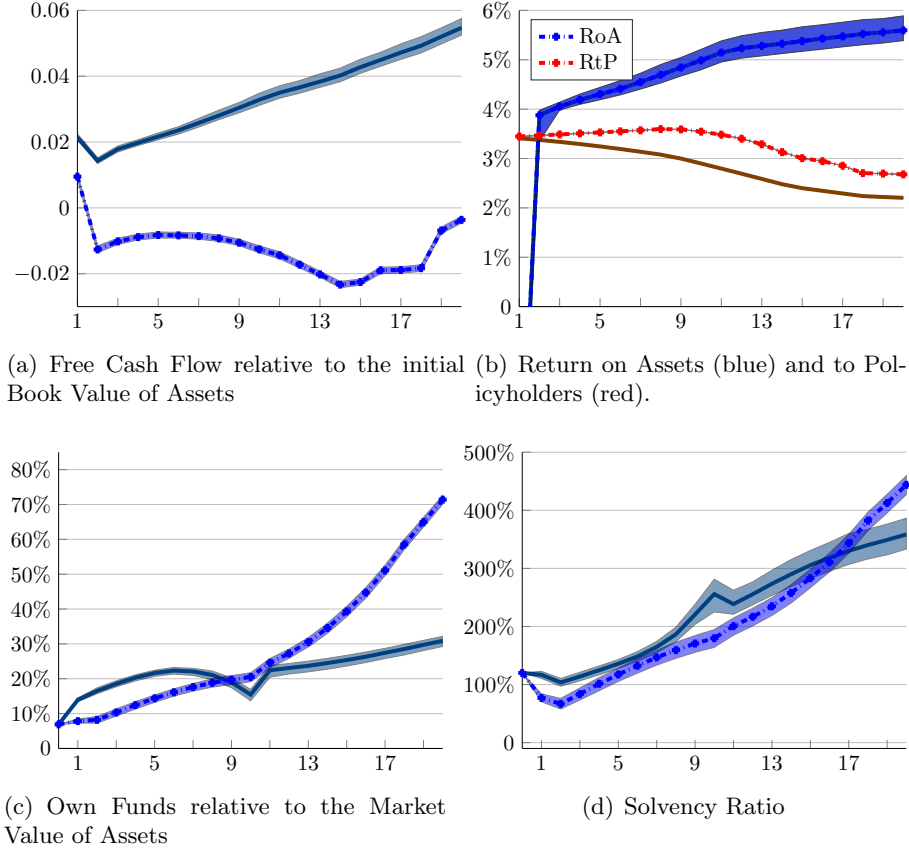 0.06
0.04
0.02
0
−0.02
1 5 9 13 17
(a) Free Cash Flow relative to the initial
Book Value of Assets
6%
5%
4%
3%
2%
1%
0
RoA
RtP
1 5 9 13 17
(b) Return on Assets (blue) and to Pol-
icyholders (red).
80%
70%
60%
50%
40%
30%
20%
10%
0
1 5 9 13 17
(c) Own Funds relative to the Market
Value of Assets
500%
400%
300%
200%
100%
0
1 5 9 13 17
(d) Solvency Ratio